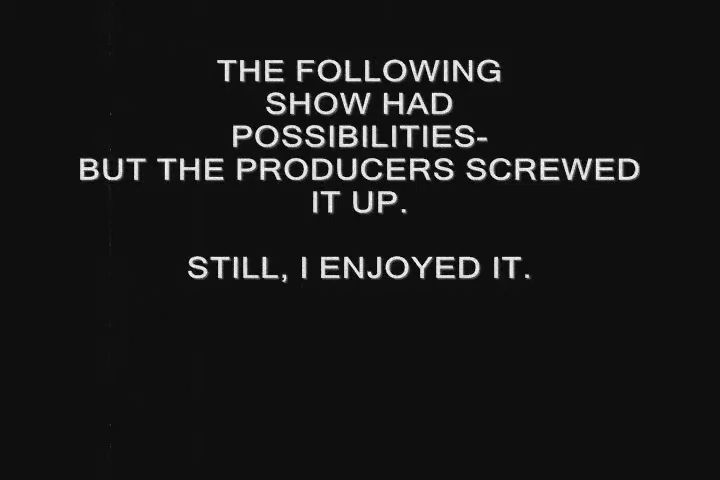 THE FOLLOWING
SHOW HAD
POSSIBILITIES-
BUT THE PRODUCERS SCREWED
IT UP.
STILL, I ENJOYED IT.